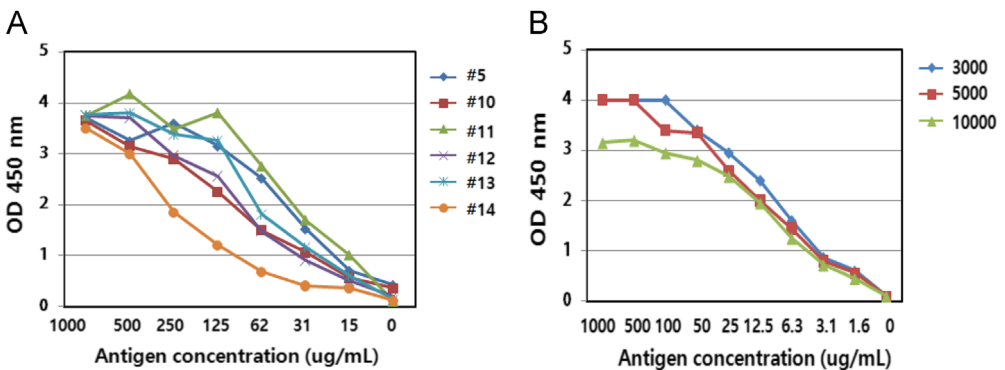 A
5
4
3
2
1
0
OD 450 nm
1000 500 250 125 62 31 15 0
Antigen concentration (ug/mL)
#5
#10
#11
#12
#13
#14
B
5
4
3
2
1
0
OD 450 nm
1000 500 100 50 25 12.5 6.3 3.1 1.6 0
Antigen concentration (ug/mL)
3000
5000
10000